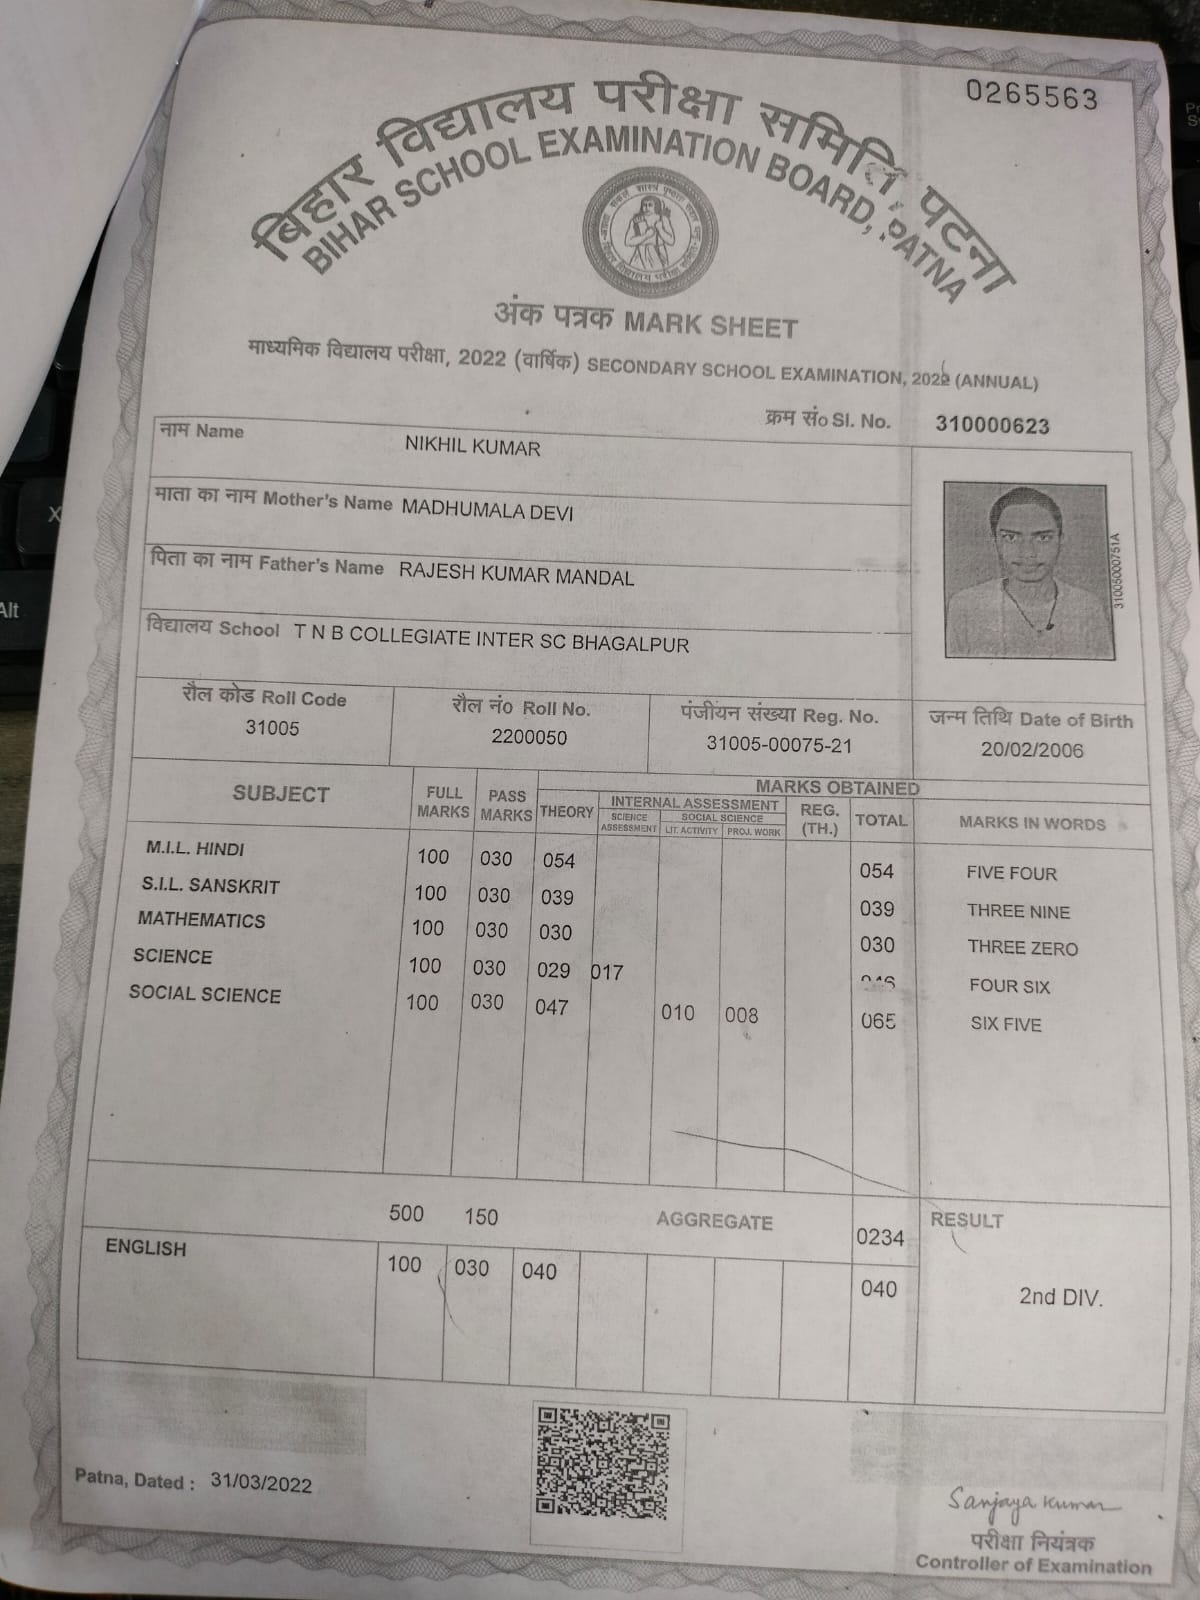 0265563
बिहार विद्यालय परीक्षा समिति, पटना
BIHAR SCHOOL EXAMINATION BOARD, PATNA
अंक पत्रक MARK SHEET
माध्यमिक विद्यालय परीक्षा, 2022 (वार्षिक) SECONDARY SCHOOL EXAMINATION, 2022 (ANNUAL)
क्रम सं० Sl. No. 310000623
नाम Name NIKHIL KUMAR
माता का नाम Mother's Name MADHUMALA DEVI
पिता का नाम Father's Name RAJESH KUMAR MANDAL
विद्यालय School T N B COLLEGIATE INTER SC BHAGALPUR
31005000751A
रौल कोड Roll Code रौल नं० Roll No. पंजीयन संख्या Reg. No. जन्म तिथि Date of Birth
31005 2200050 31005-00075-21 20/02/2006
SUBJECT FULL MARKS PASS MARKS MARKS OBTAINED
THEORY INTERNAL ASSESSMENT REG. (TH.) TOTAL MARKS IN WORDS
SCIENCE ASSESSMENT SOCIAL SCIENCE
LIT. ACTIVITY PROJ. WORK
M.I.L. HINDI 100 030 054 054 FIVE FOUR
S.I.L. SANSKRIT 100 030 039 039 THREE NINE
MATHEMATICS 100 030 030 030 THREE ZERO
SCIENCE 100 030 029 017 046 FOUR SIX
SOCIAL SCIENCE 100 030 047 010 008 065 SIX FIVE
500 150 AGGREGATE 0234 RESULT
ENGLISH 100 030 040 040 2nd DIV.
Patna, Dated : 31/03/2022
Sanjaya Kumar
परीक्षा नियंत्रक
Controller of Examination